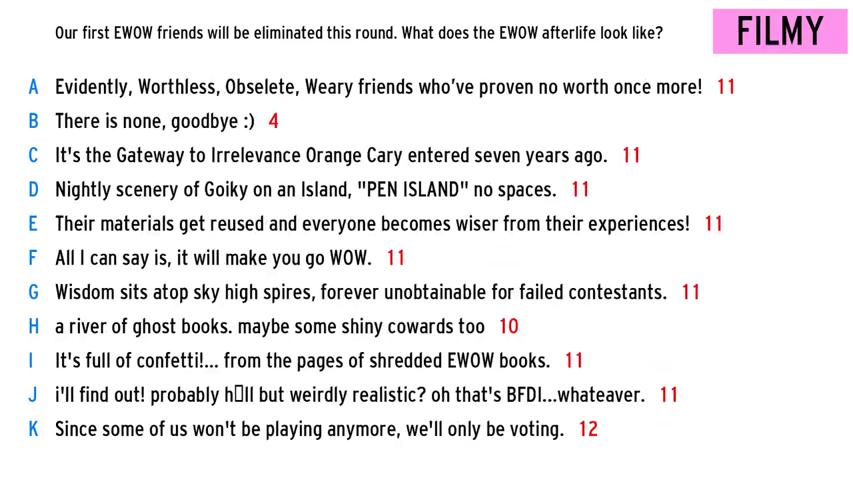 Our first EWOW friends will be eliminated this round. What does the EWOW afterlife look like?
FILMY
A Evidently, Worthless, Obselete, Weary friends who've proven no worth once more! 11
B There is none, goodbye :) 4
C It's the Gateway to Irrelevance Orange Cary entered seven years ago. 11
D Nightly scenery of Goiky on an Island, "PEN ISLAND" no spaces. 11
E Their materials get reused and everyone becomes wiser from their experiences! 11
F All I can say is, it will make you go WOW. 11
G Wisdom sits atop sky high spires, forever unobtainable for failed contestants. 11
H a river of ghost books. maybe some shiny cowards too 10
I It's full of confetti!... from the pages of shredded EWOW books. 11
J i'll find out! probably h□ll but weirdly realistic? oh that's BFDI...whateaver. 11
K Since some of us won't be playing anymore, we'll only be voting. 12